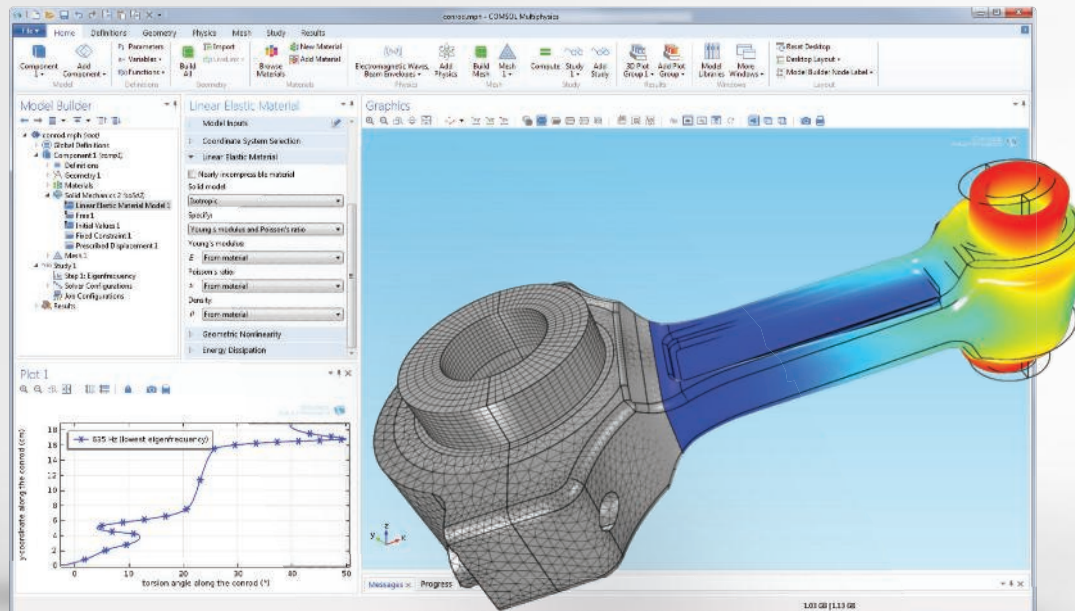 conrod.mph - COMSOL Multiphysics
File
Home
Definitions
Geometry
Physics
Mesh
Study
Results
Component
1
Add
Component
Model
Pi Parameters
a= Variables
f(x) Functions
Definitions
Build
All
Import
LiveLink
Geometry
Browse
Materials
New Material
Add Material
Materials
Electromagnetic Waves,
Beam Envelopes
Add
Physics
Physics
Build
Mesh
Mesh
1
Mesh
Compute
Study
1
Add
Study
Study
3D Plot
Group 1
Add Plot
Group
Results
Model
Libraries
More
Windows
Windows
Reset Desktop
Desktop Layout
Model Builder Node Label
Layout
Model Builder
conrod.mph (root)
Global Definitions
Component 1 (comp1)
Definitions
Geometry 1
Materials
Solid Mechanics 2 (solid2)
Linear Elastic Material Model 1
Free 1
Initial Values 1
Fixed Constraint 1
Prescribed Displacement 1
Mesh 1
Study 1
Step 1: Eigenfrequency
Solver Configurations
Job Configurations
Results
Linear Elastic Material
Model Inputs
Coordinate System Selection
Linear Elastic Material
Nearly incompressible material
Solid model:
Isotropic
Specify:
Young's modulus and Poisson's ratio
Young's modulus:
E From material
Poisson's ratio:
From material
Density:
ρ From material
Geometric Nonlinearity
Energy Dissipation
Graphics
z
y
x
Plot 1
635 Hz (lowest eigenfrequency)
y-coordinate along the conrod (cm)
18
16
14
12
10
8
6
4
2
0
0
10
20
30
40
50
torsion angle along the conrod (°)
Messages
Progress
1.03 GB | 1.13 GB